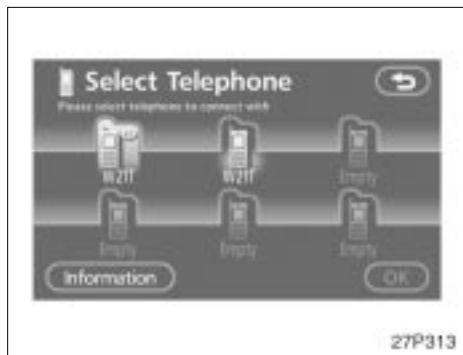 Select Telephone
Please select telephone to connect with
W21T W21T Empty
Empty Empty Empty
Information OK
27P313